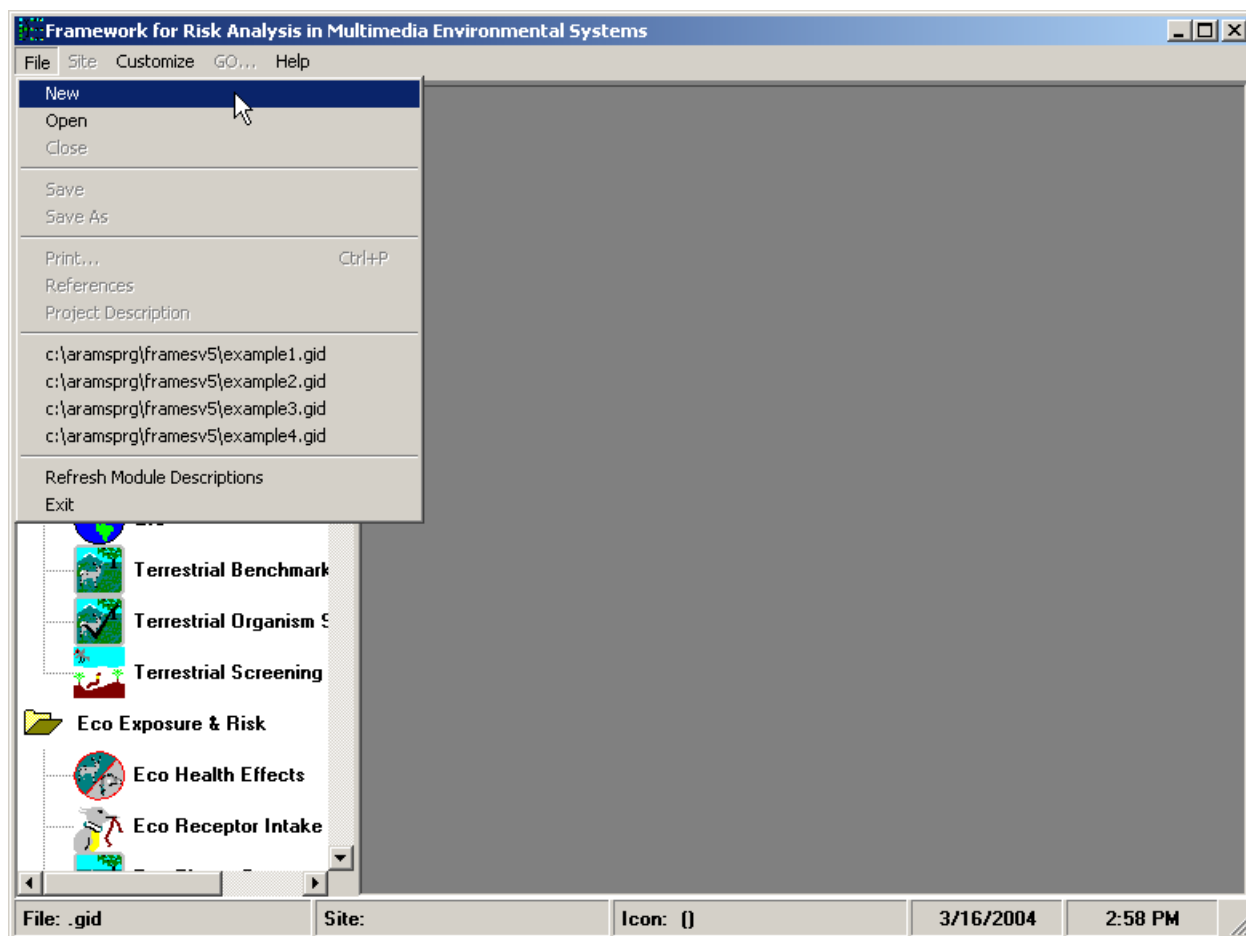 Framework for Risk Analysis in Multimedia Environmental Systems
File Site Customize GO... Help
New
Open
Close
Save
Save As
Print... Ctrl+P
References
Project Description
c:\aramsprg\framesv5\example1.gid
c:\aramsprg\framesv5\example2.gid
c:\aramsprg\framesv5\example3.gid
c:\aramsprg\framesv5\example4.gid
Refresh Module Descriptions
Exit
Terrestrial Benchmark
Terrestrial Organism S
Terrestrial Screening
Eco Exposure & Risk
Eco Health Effects
Eco Receptor Intake
File: .gid Site: Icon: () 3/16/2004 2:58 PM